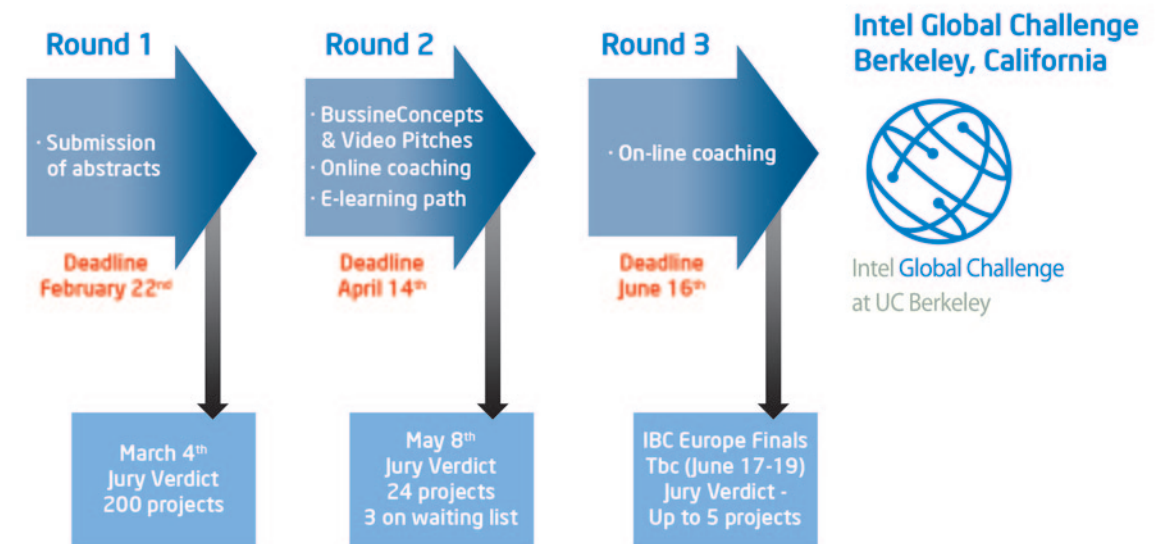 Round 1
· Submission
of abstracts
Deadline
February 22nd
March 4th
Jury Verdict
200 projects
Round 2
· BussineConcepts
& Video Pitches
· Online coaching
· E-learning path
Deadline
April 14th
May 8th
Jury Verdict
24 projects
3 on waiting list
Round 3
· On-line coaching
Deadline
June 16th
IBC Europe Finals
Tbc (June 17-19)
Jury Verdict -
Up to 5 projects
Intel Global Challenge
Berkeley, California
Intel Global Challenge
at UC Berkeley